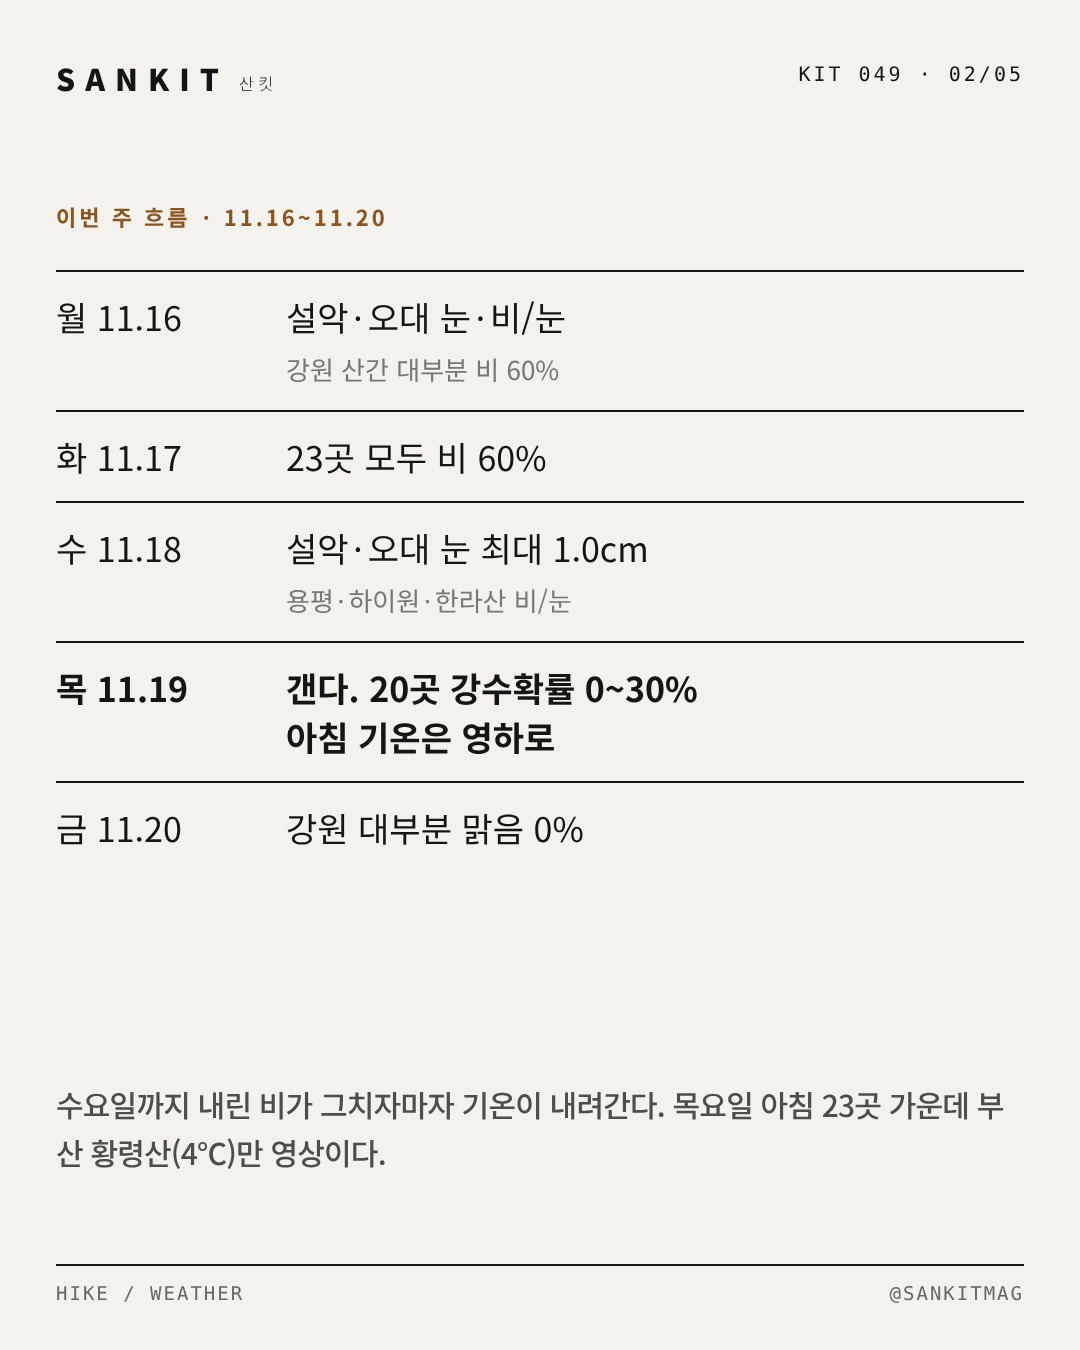 SANKIT 산킷
KIT 049 · 02/05
이번 주 흐름 · 11.16~11.20
월 11.16 설악·오대 눈·비/눈
강원 산간 대부분 비 60%
화 11.17 23곳 모두 비 60%
수 11.18 설악·오대 눈 최대 1.0cm
용평·하이원·한라산 비/눈
목 11.19 갠다. 20곳 강수확률 0~30%
아침 기온은 영하로
금 11.20 강원 대부분 맑음 0%
수요일까지 내린 비가 그치자마자 기온이 내려간다. 목요일 아침 23곳 가운데 부
산 황령산(4°C)만 영상이다.
HIKE / WEATHER
@SANKITMAG